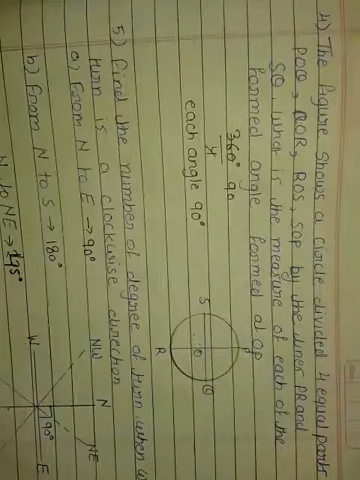 4) The figure shows a circle divided 4 equal parts
POQ, QOR, ROS, SOP by the lines PR and
SQ. What is the measure of each of the
formed angle formed at OP
360° 90
4
each angle 90°
S
P
O
R
Q
5) find the number of degree of turn when
turn is a clockwise direction
a) From N to E → 90°
b) From N to S → 180°
N to NE →
NW
N
NE
W
90°
E